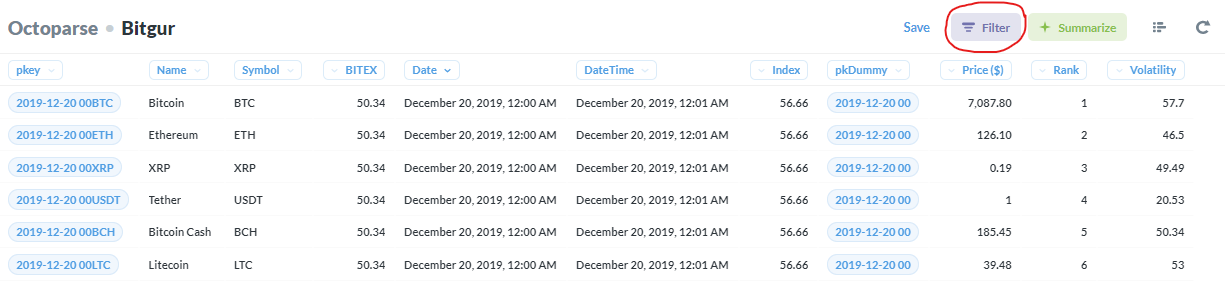 Octoparse • Bitgur Save Filter Summarize
pkey Name Symbol BITEX Date DateTime Index pkDummy Price ($) Rank Volatility
2019-12-20 00BTC Bitcoin BTC 50.34 December 20, 2019, 12:00 AM December 20, 2019, 12:01 AM 56.66 2019-12-20 00 7,087.80 1 57.7
2019-12-20 00ETH Ethereum ETH 50.34 December 20, 2019, 12:00 AM December 20, 2019, 12:01 AM 56.66 2019-12-20 00 126.10 2 46.5
2019-12-20 00XRP XRP XRP 50.34 December 20, 2019, 12:00 AM December 20, 2019, 12:01 AM 56.66 2019-12-20 00 0.19 3 49.49
2019-12-20 00USDT Tether USDT 50.34 December 20, 2019, 12:00 AM December 20, 2019, 12:01 AM 56.66 2019-12-20 00 1 4 20.53
2019-12-20 00BCH Bitcoin Cash BCH 50.34 December 20, 2019, 12:00 AM December 20, 2019, 12:01 AM 56.66 2019-12-20 00 185.45 5 50.34
2019-12-20 00LTC Litecoin LTC 50.34 December 20, 2019, 12:00 AM December 20, 2019, 12:01 AM 56.66 2019-12-20 00 39.48 6 53